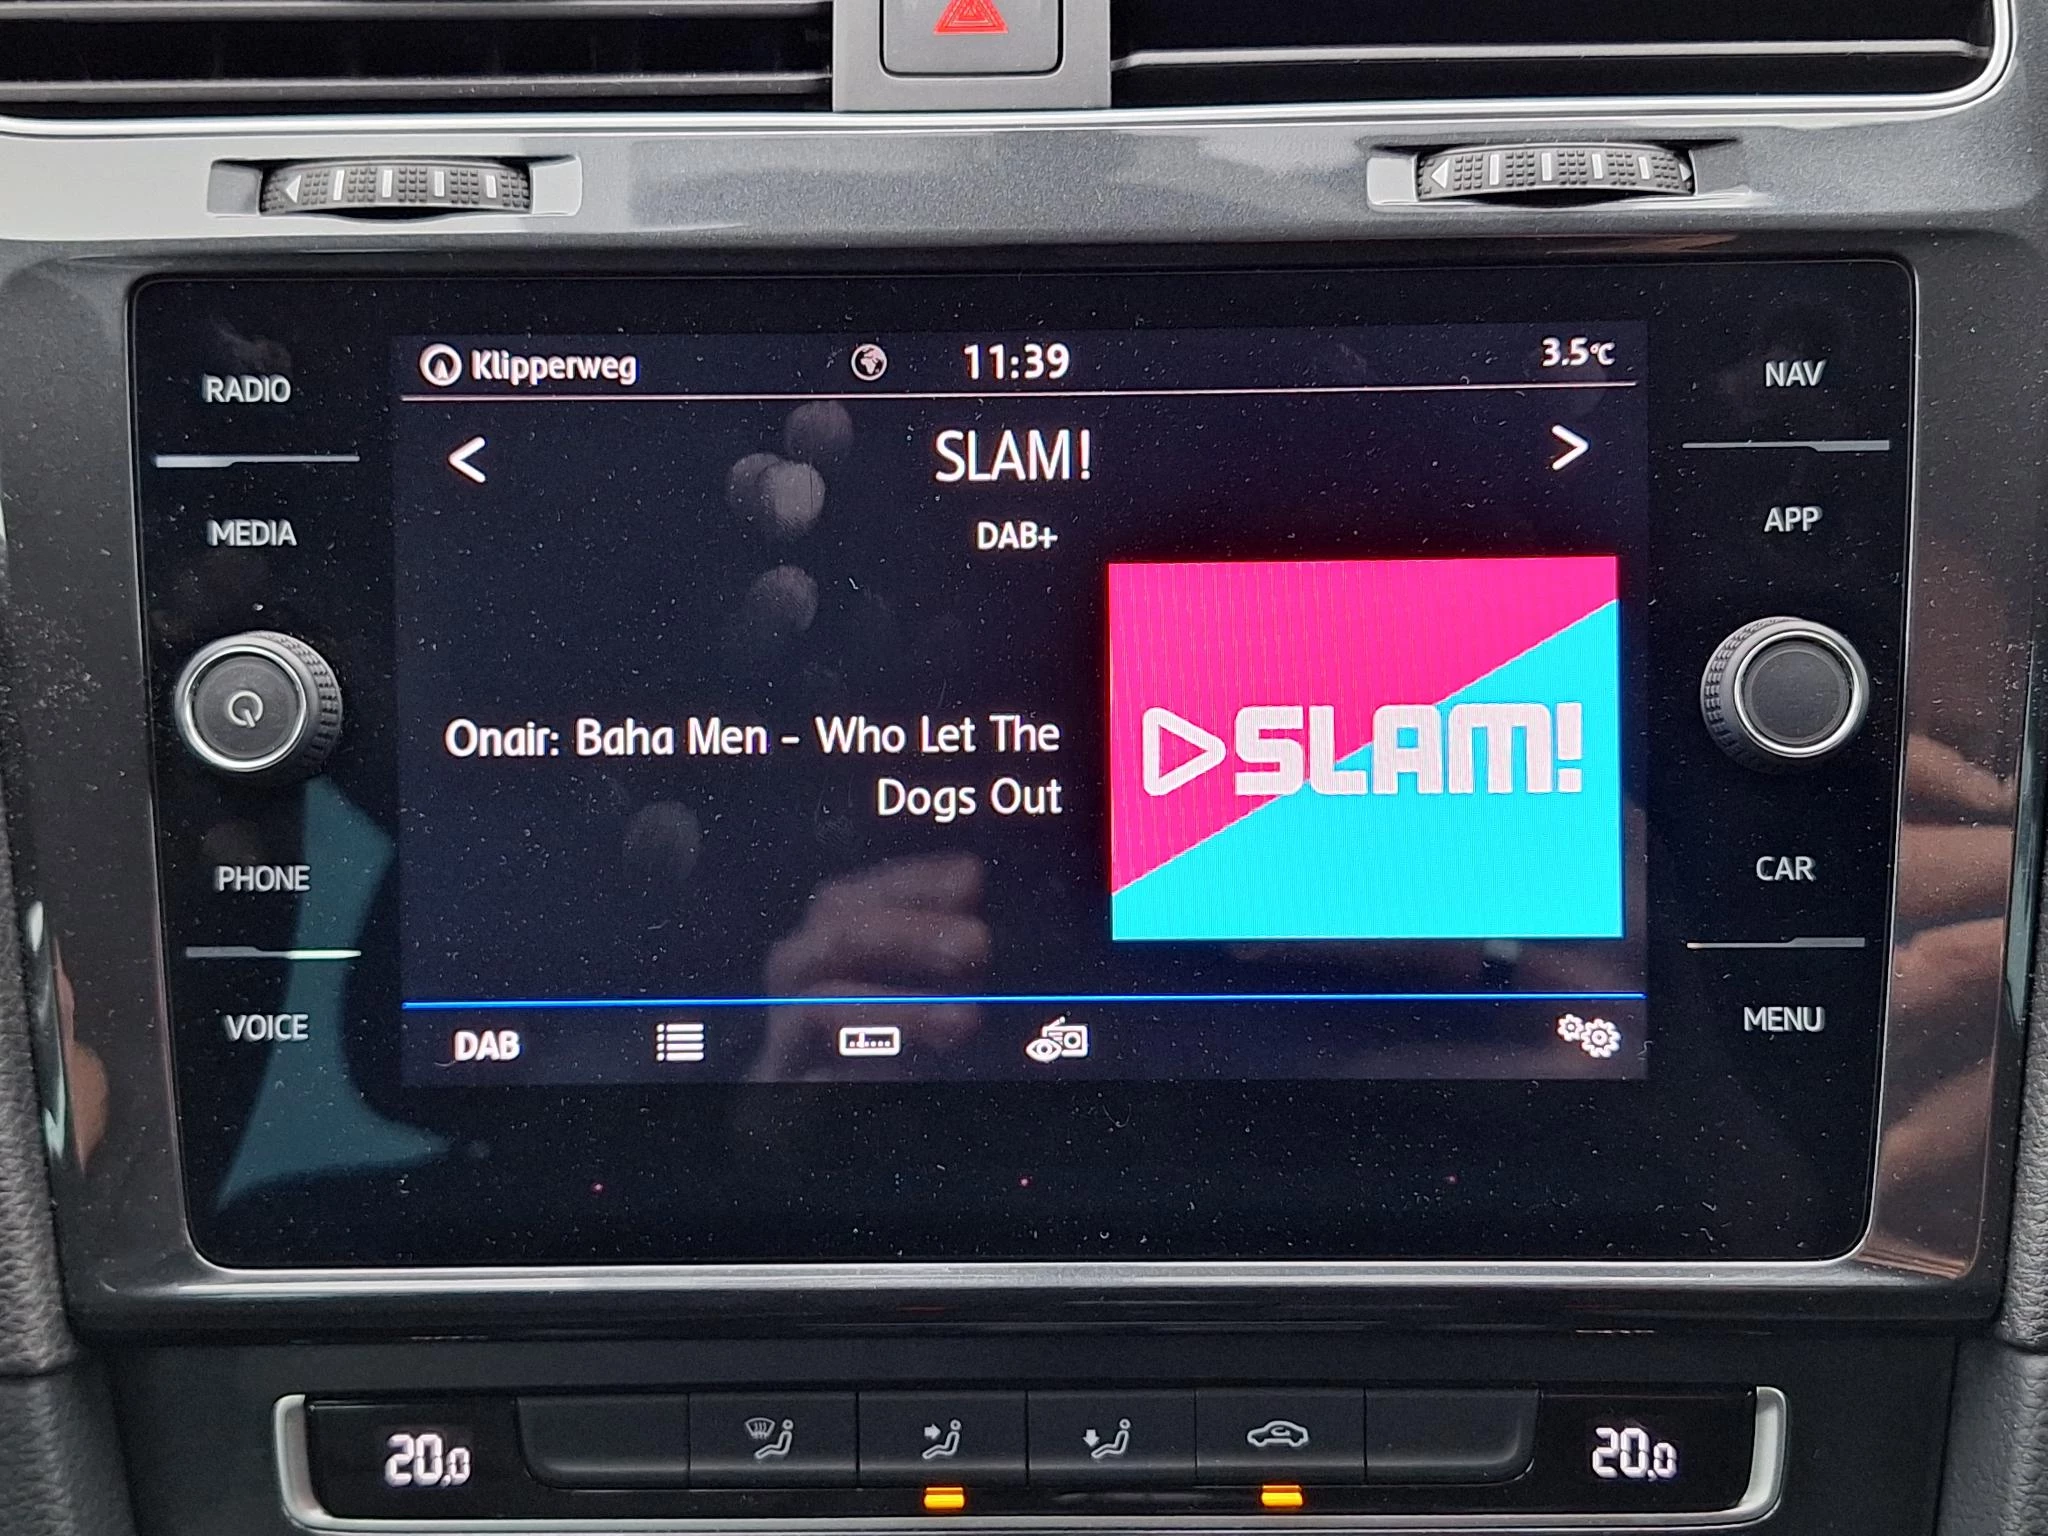 Klipperweg 11:39 3.5°C
RADIO
NAV
< SLAM! >
MEDIA
DAB+
APP
Onair: Baha Men - Who Let The
Dogs Out
SLAM!
PHONE
CAR
VOICE
DAB
MENU
20.0
20.0